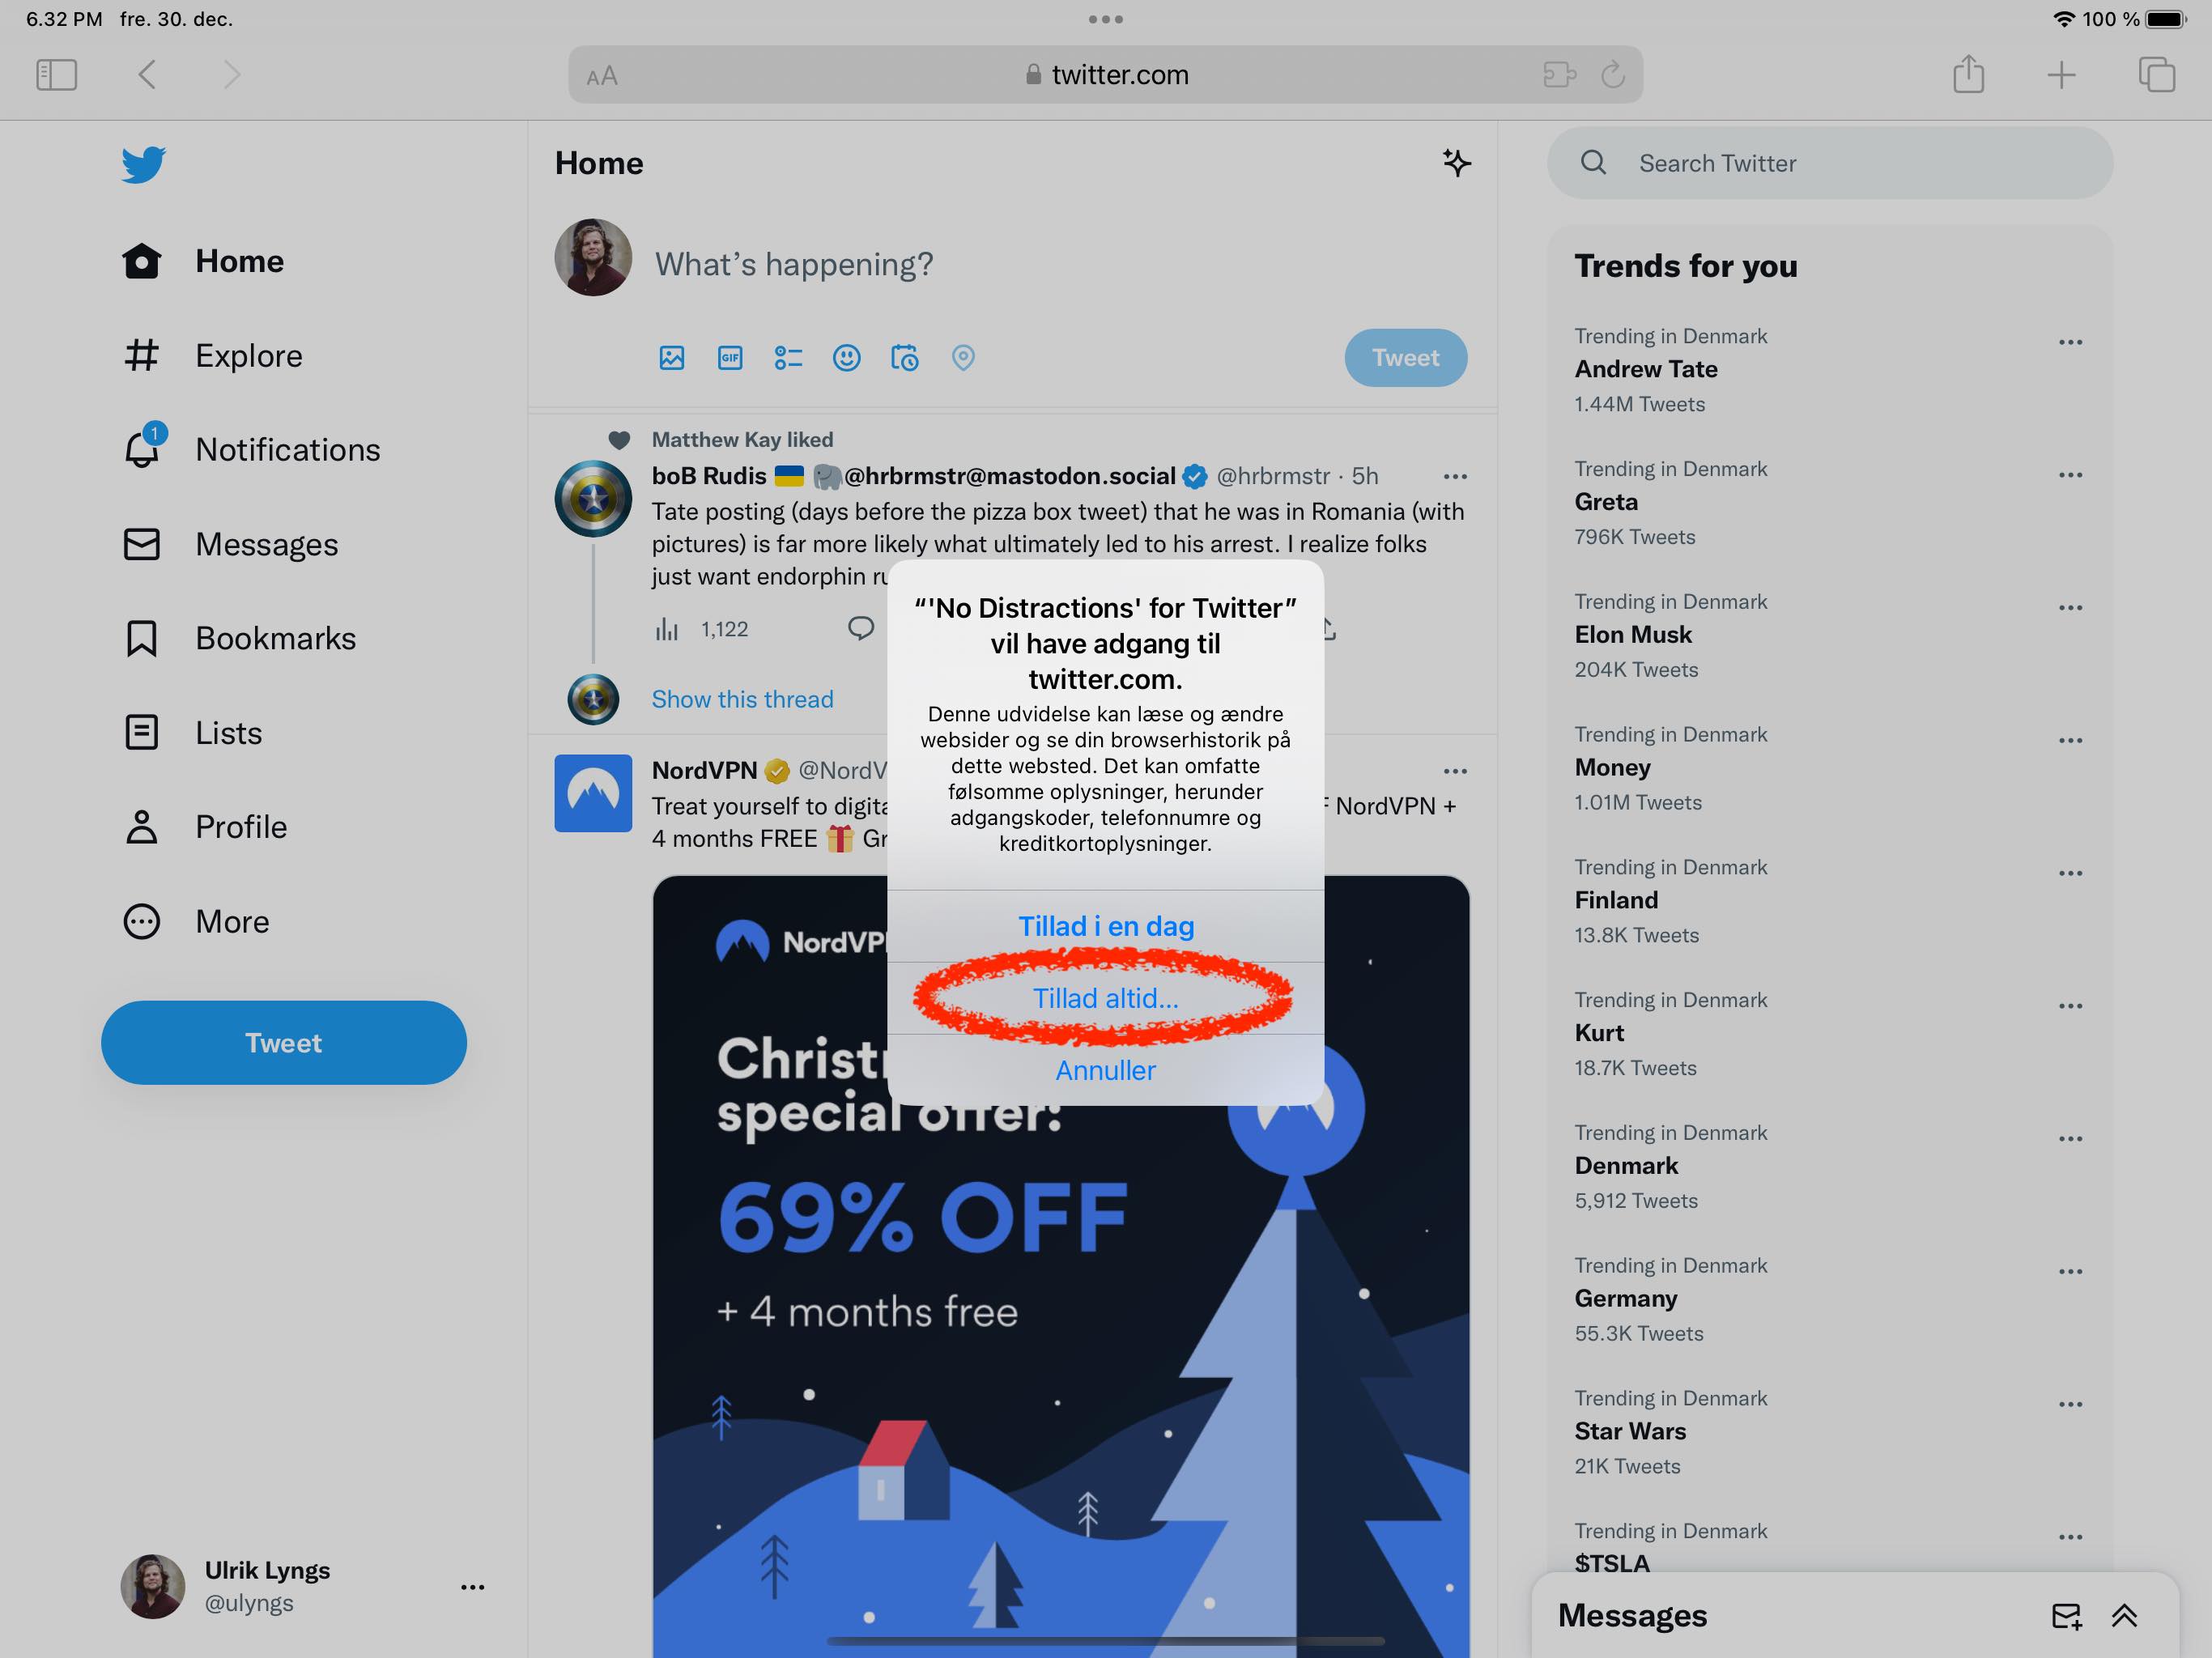 6.32 PM fre. 30. dec.
100 %
AA
twitter.com
Home
Explore
1
Notifications
Messages
Bookmarks
Lists
Profile
More
Tweet
Ulrik Lyngs
@ulyngs
Home
What's happening?
GIF
Tweet
Matthew Kay liked
boB Rudis 🇺🇦 🐘@hrbrmstr@mastodon.social @hrbrmstr · 5h
Tate posting (days before the pizza box tweet) that he was in Romania (with
pictures) is far more likely what ultimately led to his arrest. I realize folks
just want endorphin
1,122
Show this thread
NordVPN
Treat yourself to NordVPN +
4 months FREE 🎁
NordVPN
special offer:
69% OFF
+ 4 months free
“'No Distractions' for Twitter”
vil have adgang til
twitter.com.
Denne udvidelse kan læse og ændre
websider og se din browserhistorik på
dette websted. Det kan omfatte
følsomme oplysninger, herunder
adgangskoder, telefonnumre og
kreditkortoplysninger.
Tillad i en dag
Tillad altid...
Annuller
Search Twitter
Trends for you
Trending in Denmark
Andrew Tate
1.44M Tweets
Trending in Denmark
Greta
796K Tweets
Trending in Denmark
Elon Musk
204K Tweets
Trending in Denmark
Money
1.01M Tweets
Trending in Denmark
Finland
13.8K Tweets
Trending in Denmark
Kurt
18.7K Tweets
Trending in Denmark
Denmark
5,912 Tweets
Trending in Denmark
Germany
55.3K Tweets
Trending in Denmark
Star Wars
21K Tweets
Trending in Denmark
$TSLA
Messages